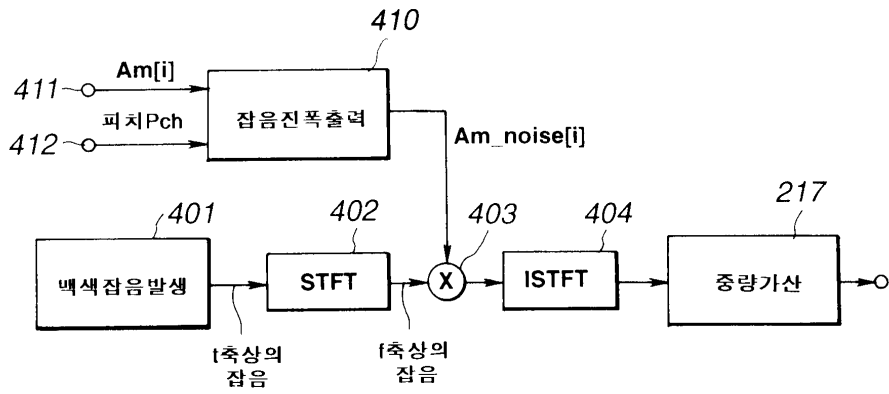 410
411
Am[i]
412
피치Pch
잡음진폭출력
Am_noise[i]
401
402
403
404
217
백색잡음발생
STFT
X
ISTFT
중량가산
t축상의
잡음
f축상의
잡음